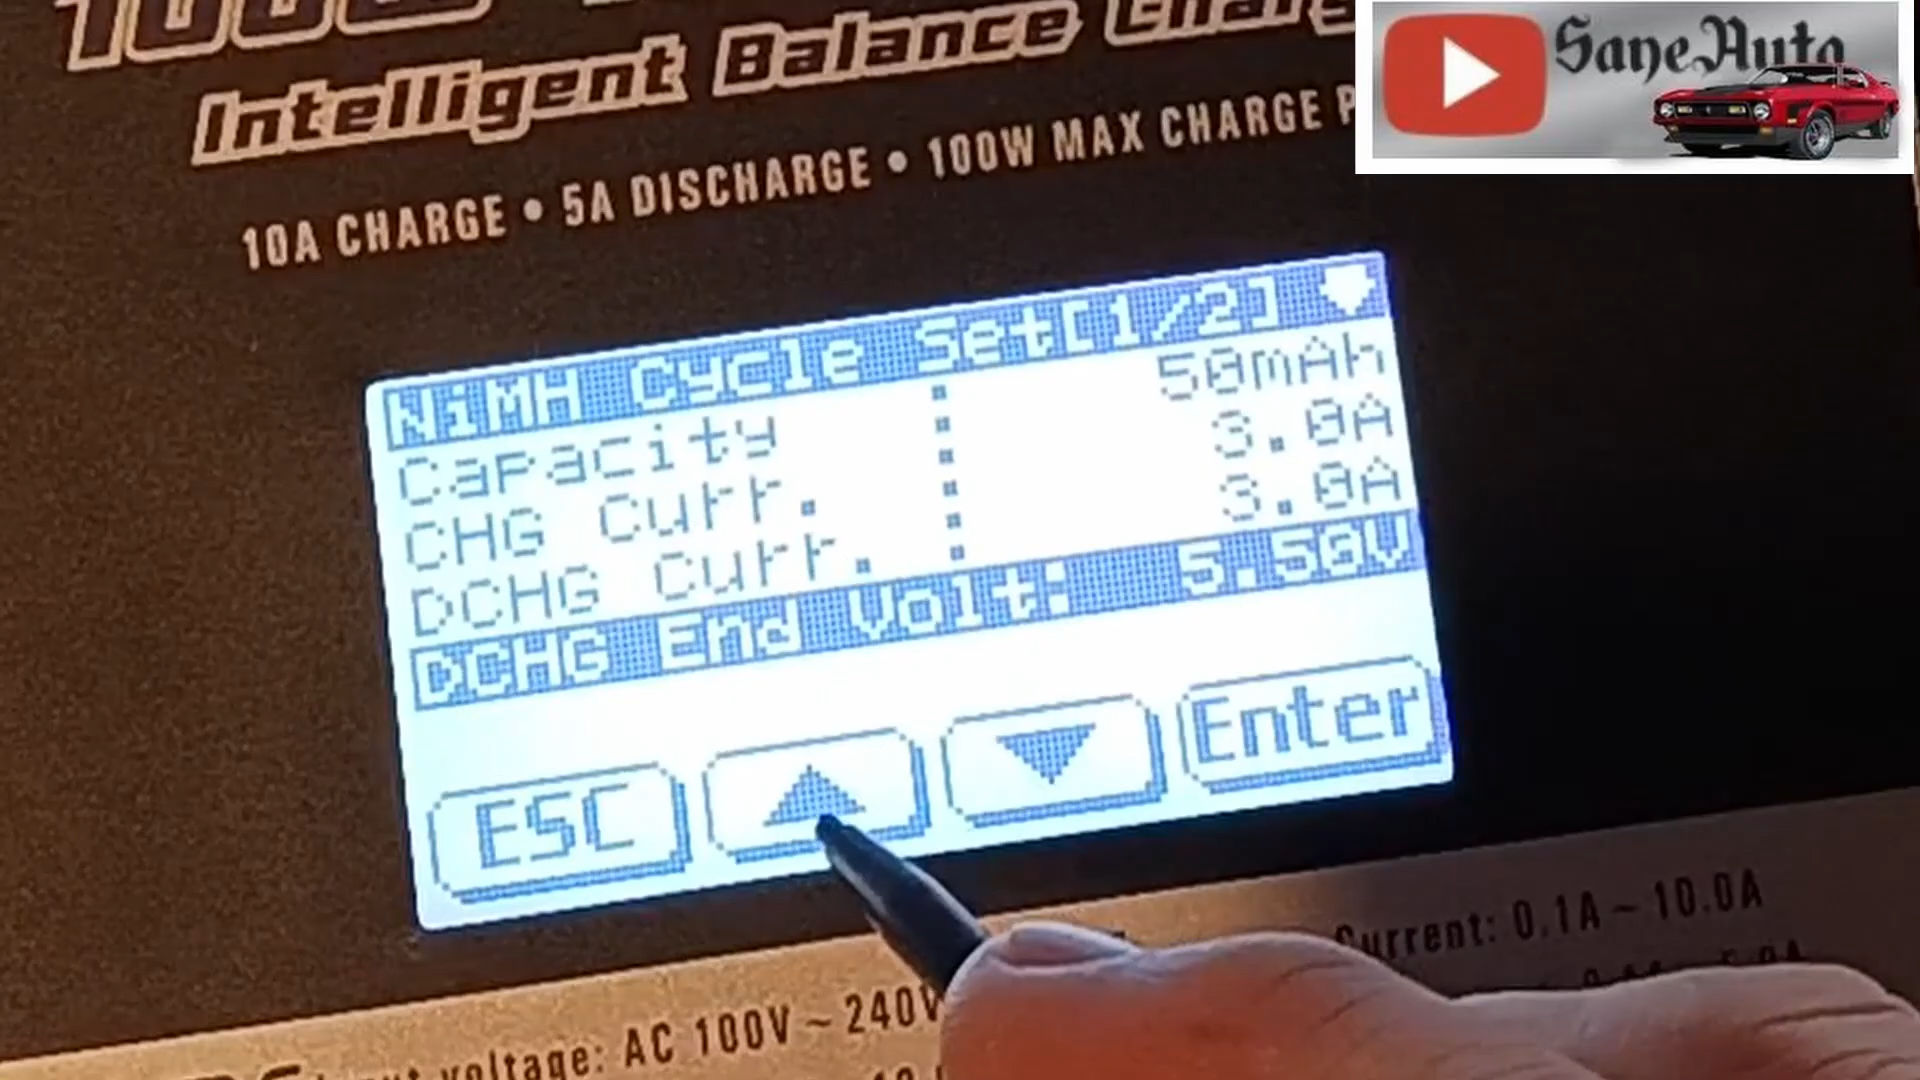 Intelligent Balance Charg
SaneAuto
10A CHARGE • 5A DISCHARGE • 100W MAX CHARGE P
NiMH Cycle Set[1/2]
Capacity : 50mAh
CHG Curr. : 3.0A
DCHG Curr. : 3.0A
DCHG End Volt: 5.50V
ESC
Enter
Current: 0.1A ~ 10.0A
voltage: AC 100V ~ 240V